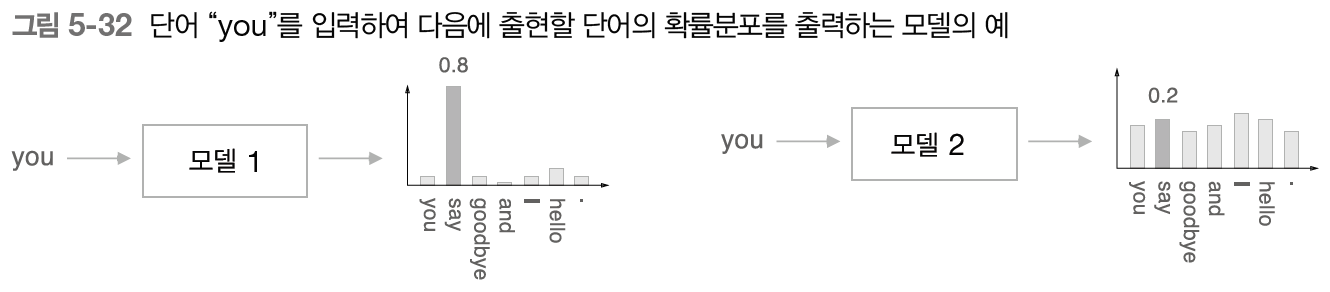 그림 5-32 단어 “you”를 입력하여 다음에 출현할 단어의 확률분포를 출력하는 모델의 예
you
모델 1
0.8
you
say
goodbye
and
I
hello
.
you
모델 2
0.2
you
say
goodbye
and
I
hello
.